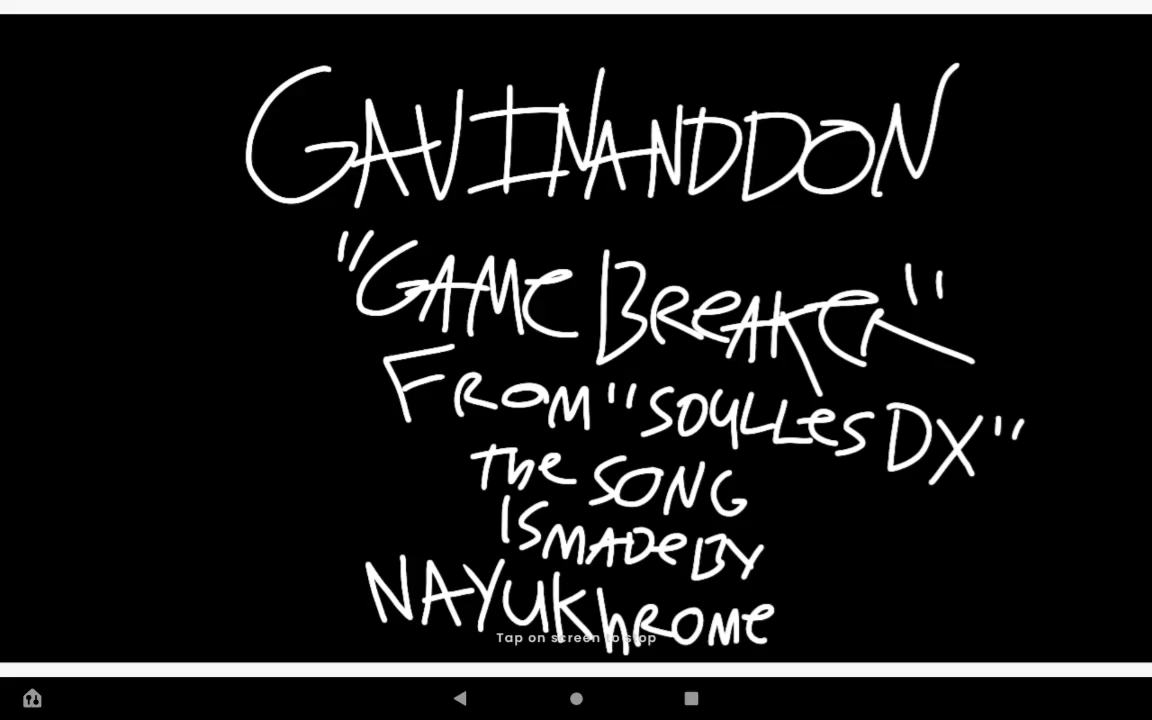 GAVINANDDON
"GAMe BReAKeR"
FROM "SOULLeS DX"
the SONG
ISMADeBY
NAYUKhROMe
Tap on screen to stop